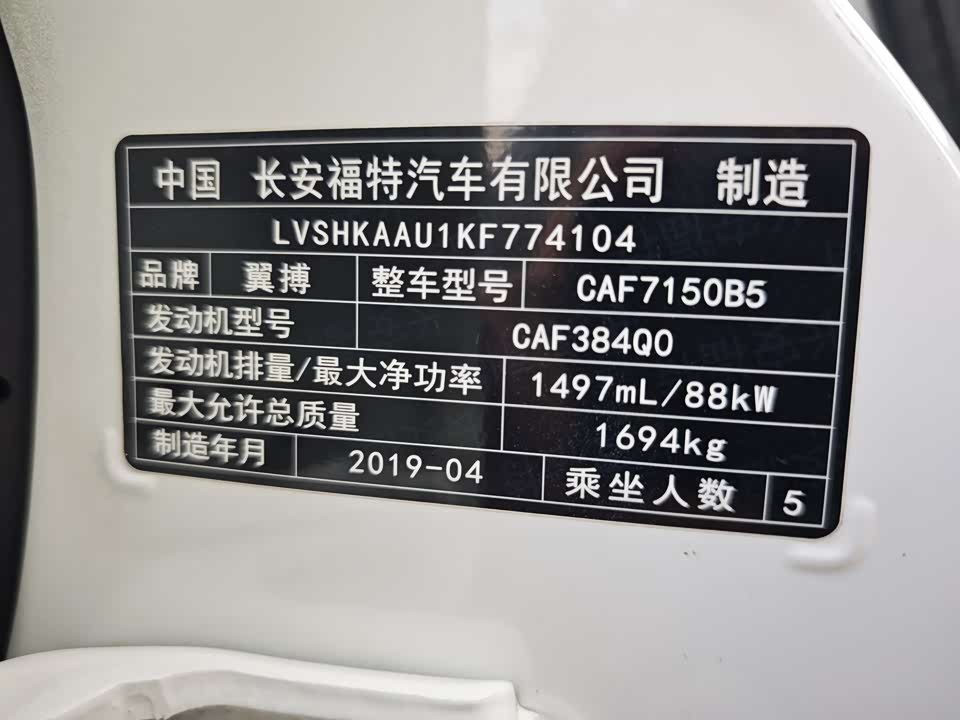 中国 长安福特汽车有限公司 制造
LVSHKAAU1KF774104
品牌 翼搏 整车型号 CAF7150B5
发动机型号 CAF384Q0
发动机排量/最大净功率 1497mL/88kW
最大允许总质量 1694kg
制造年月 2019-04 乘坐人数 5